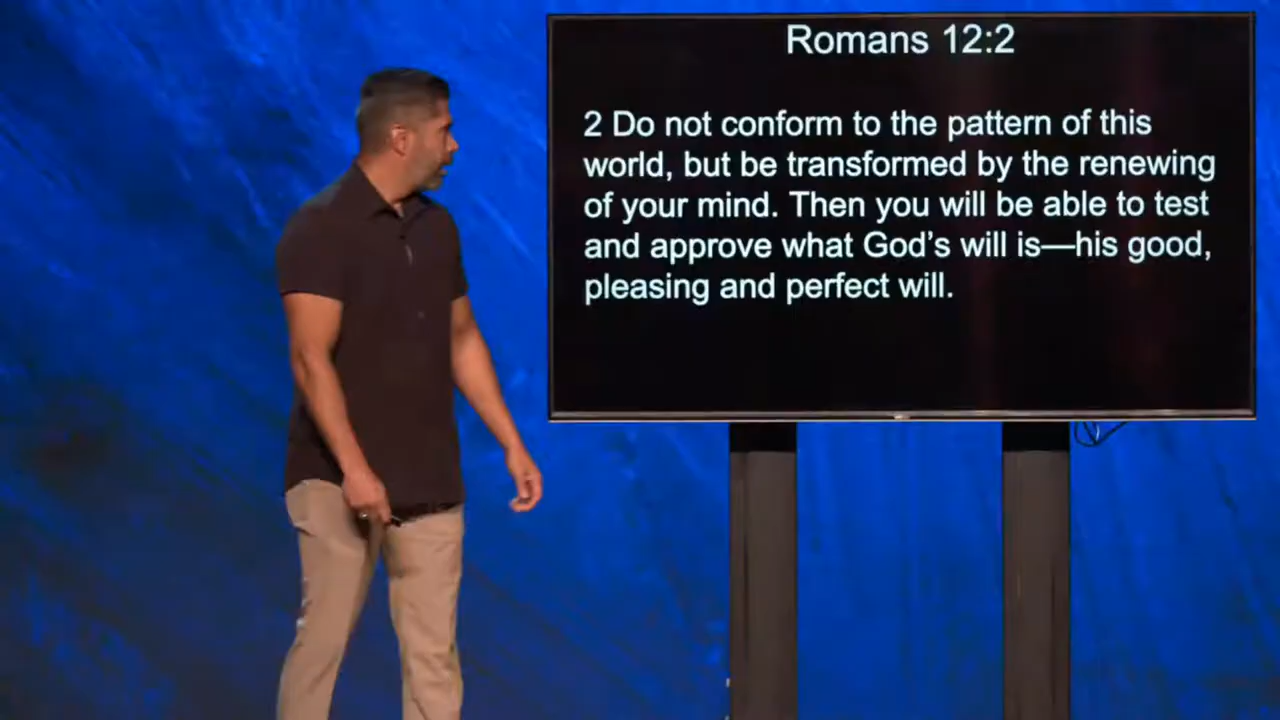 Romans 12:2
2 Do not conform to the pattern of this
world, but be transformed by the renewing
of your mind. Then you will be able to test
and approve what God’s will is—his good,
pleasing and perfect will.